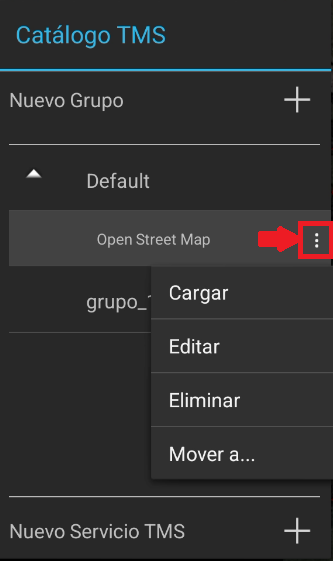 Catálogo TMS
Nuevo Grupo
Default
Open Street Map
grupo_1
Cargar
Editar
Eliminar
Mover a...
Nuevo Servicio TMS